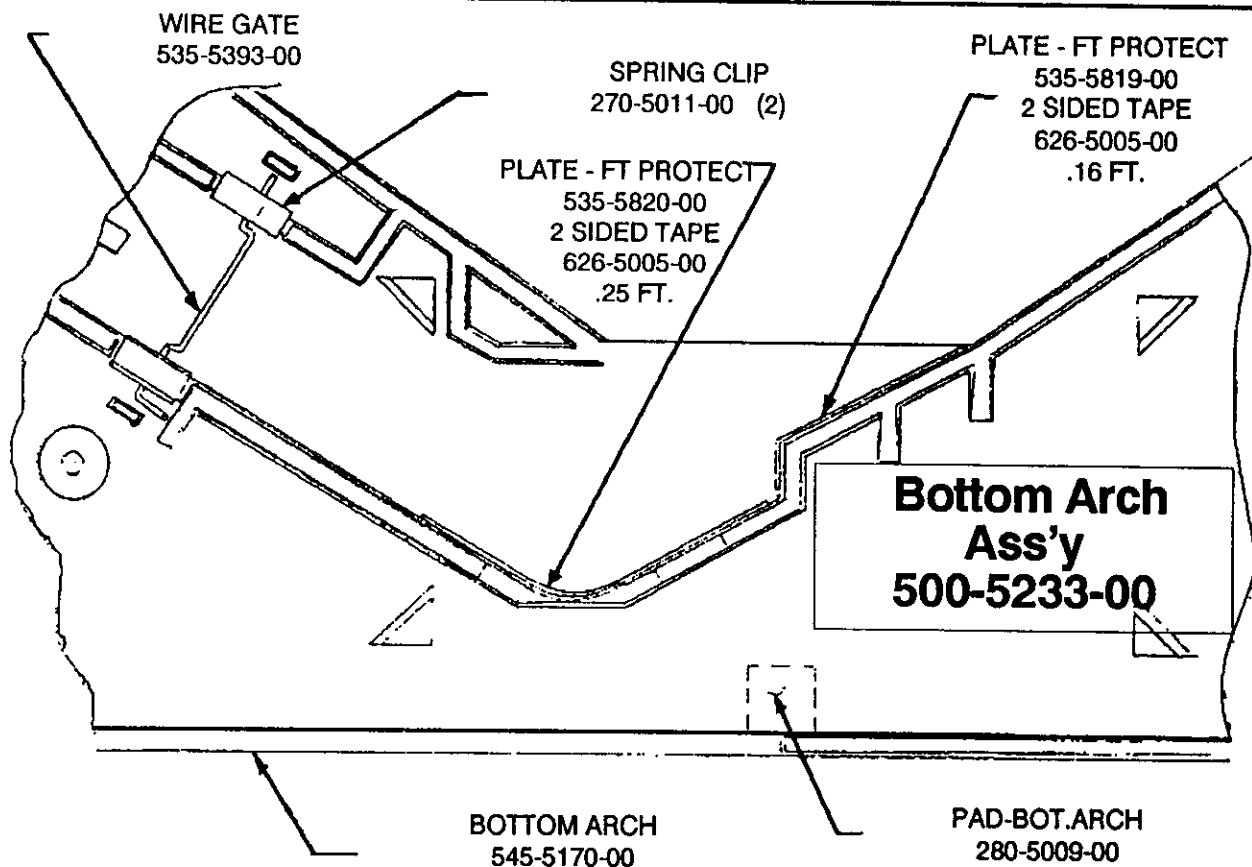 WIRE GATE
535-5393-00
SPRING CLIP
270-5011-00 (2)
PLATE - FT PROTECT
535-5819-00
2 SIDED TAPE
626-5005-00
.16 FT.
PLATE - FT PROTECT
535-5820-00
2 SIDED TAPE
626-5005-00
.25 FT.
Bottom Arch
Ass'y
500-5233-00
BOTTOM ARCH
545-5170-00
PAD-BOT.ARCH
280-5009-00